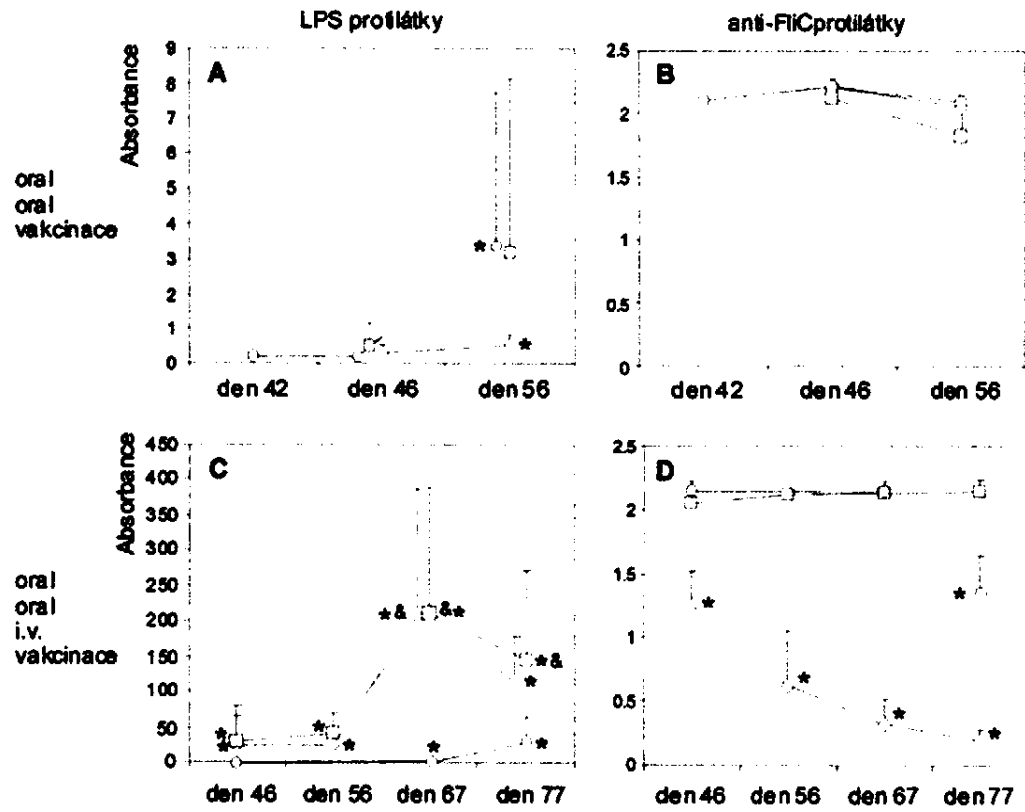 LPS protilátky
anti-FliCprotilátky
A
Absorbance
9
8
7
6
5
4
3
2
1
0
*
*
den 42
den 46
den 56
B
2.5
2
1.5
1
0.5
0
den 42
den 46
den 56
oral
oral
vakcinace
C
Absorbance
450
400
350
300
250
200
150
100
50
0
*
*
*
*
* &
& *
*
* &
*
*
den 46
den 56
den 67
den 77
D
2.5
2
1.5
1
0.5
0
*
*
*
*
*
den 46
den 56
den 67
den 77
oral
oral
i.v.
vakcinace